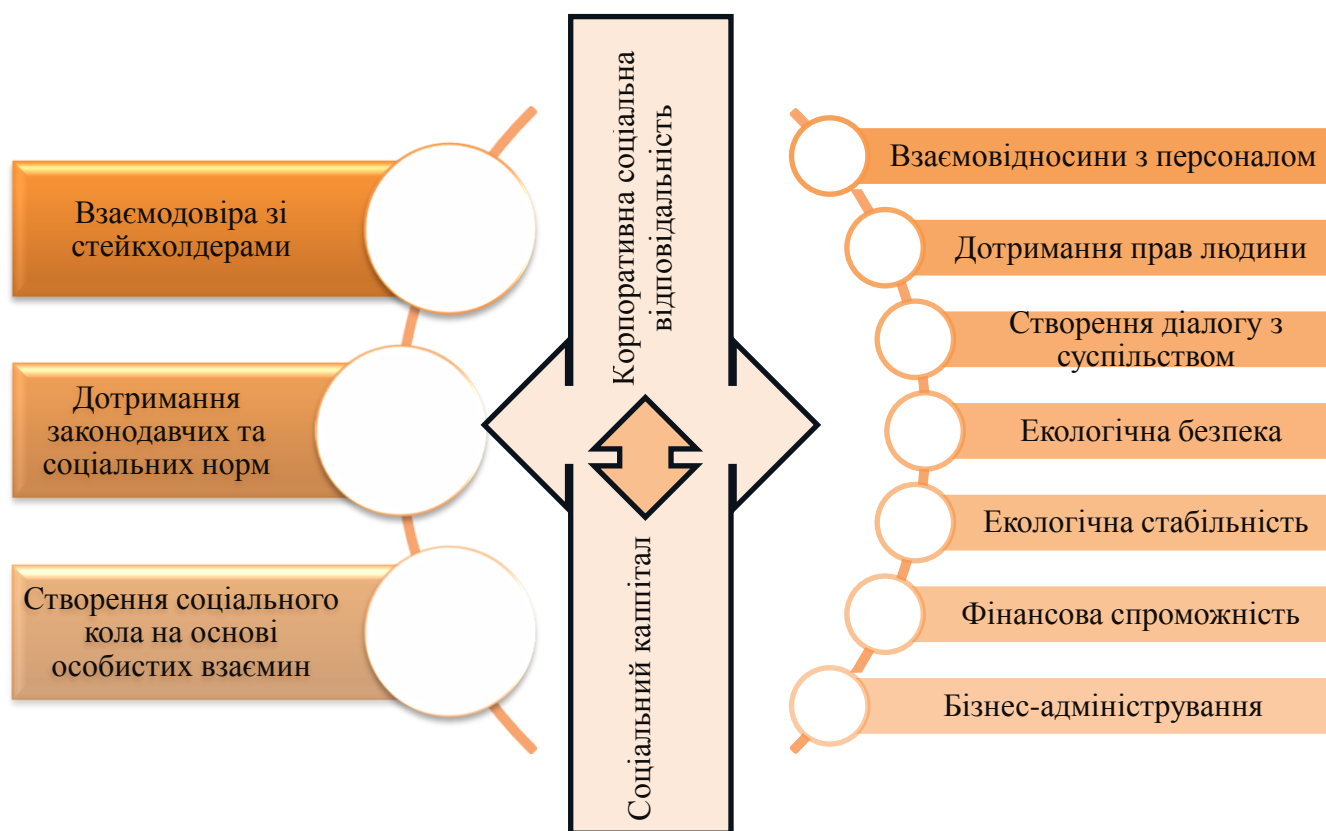 Взаємодовіра зі
стейкхолдерами
Дотримання
законодавчих та
соціальних норм
Створення соціального
кола на основі
особистих взаємин
Корпоративна соціальна
відповідальність
Соціальний каппітал
Взаємовідносини з персоналом
Дотримання прав людини
Створення діалогу з
суспільством
Екологічна безпека
Екологічна стабільність
Фінансова спроможність
Бізнес-адміністрування